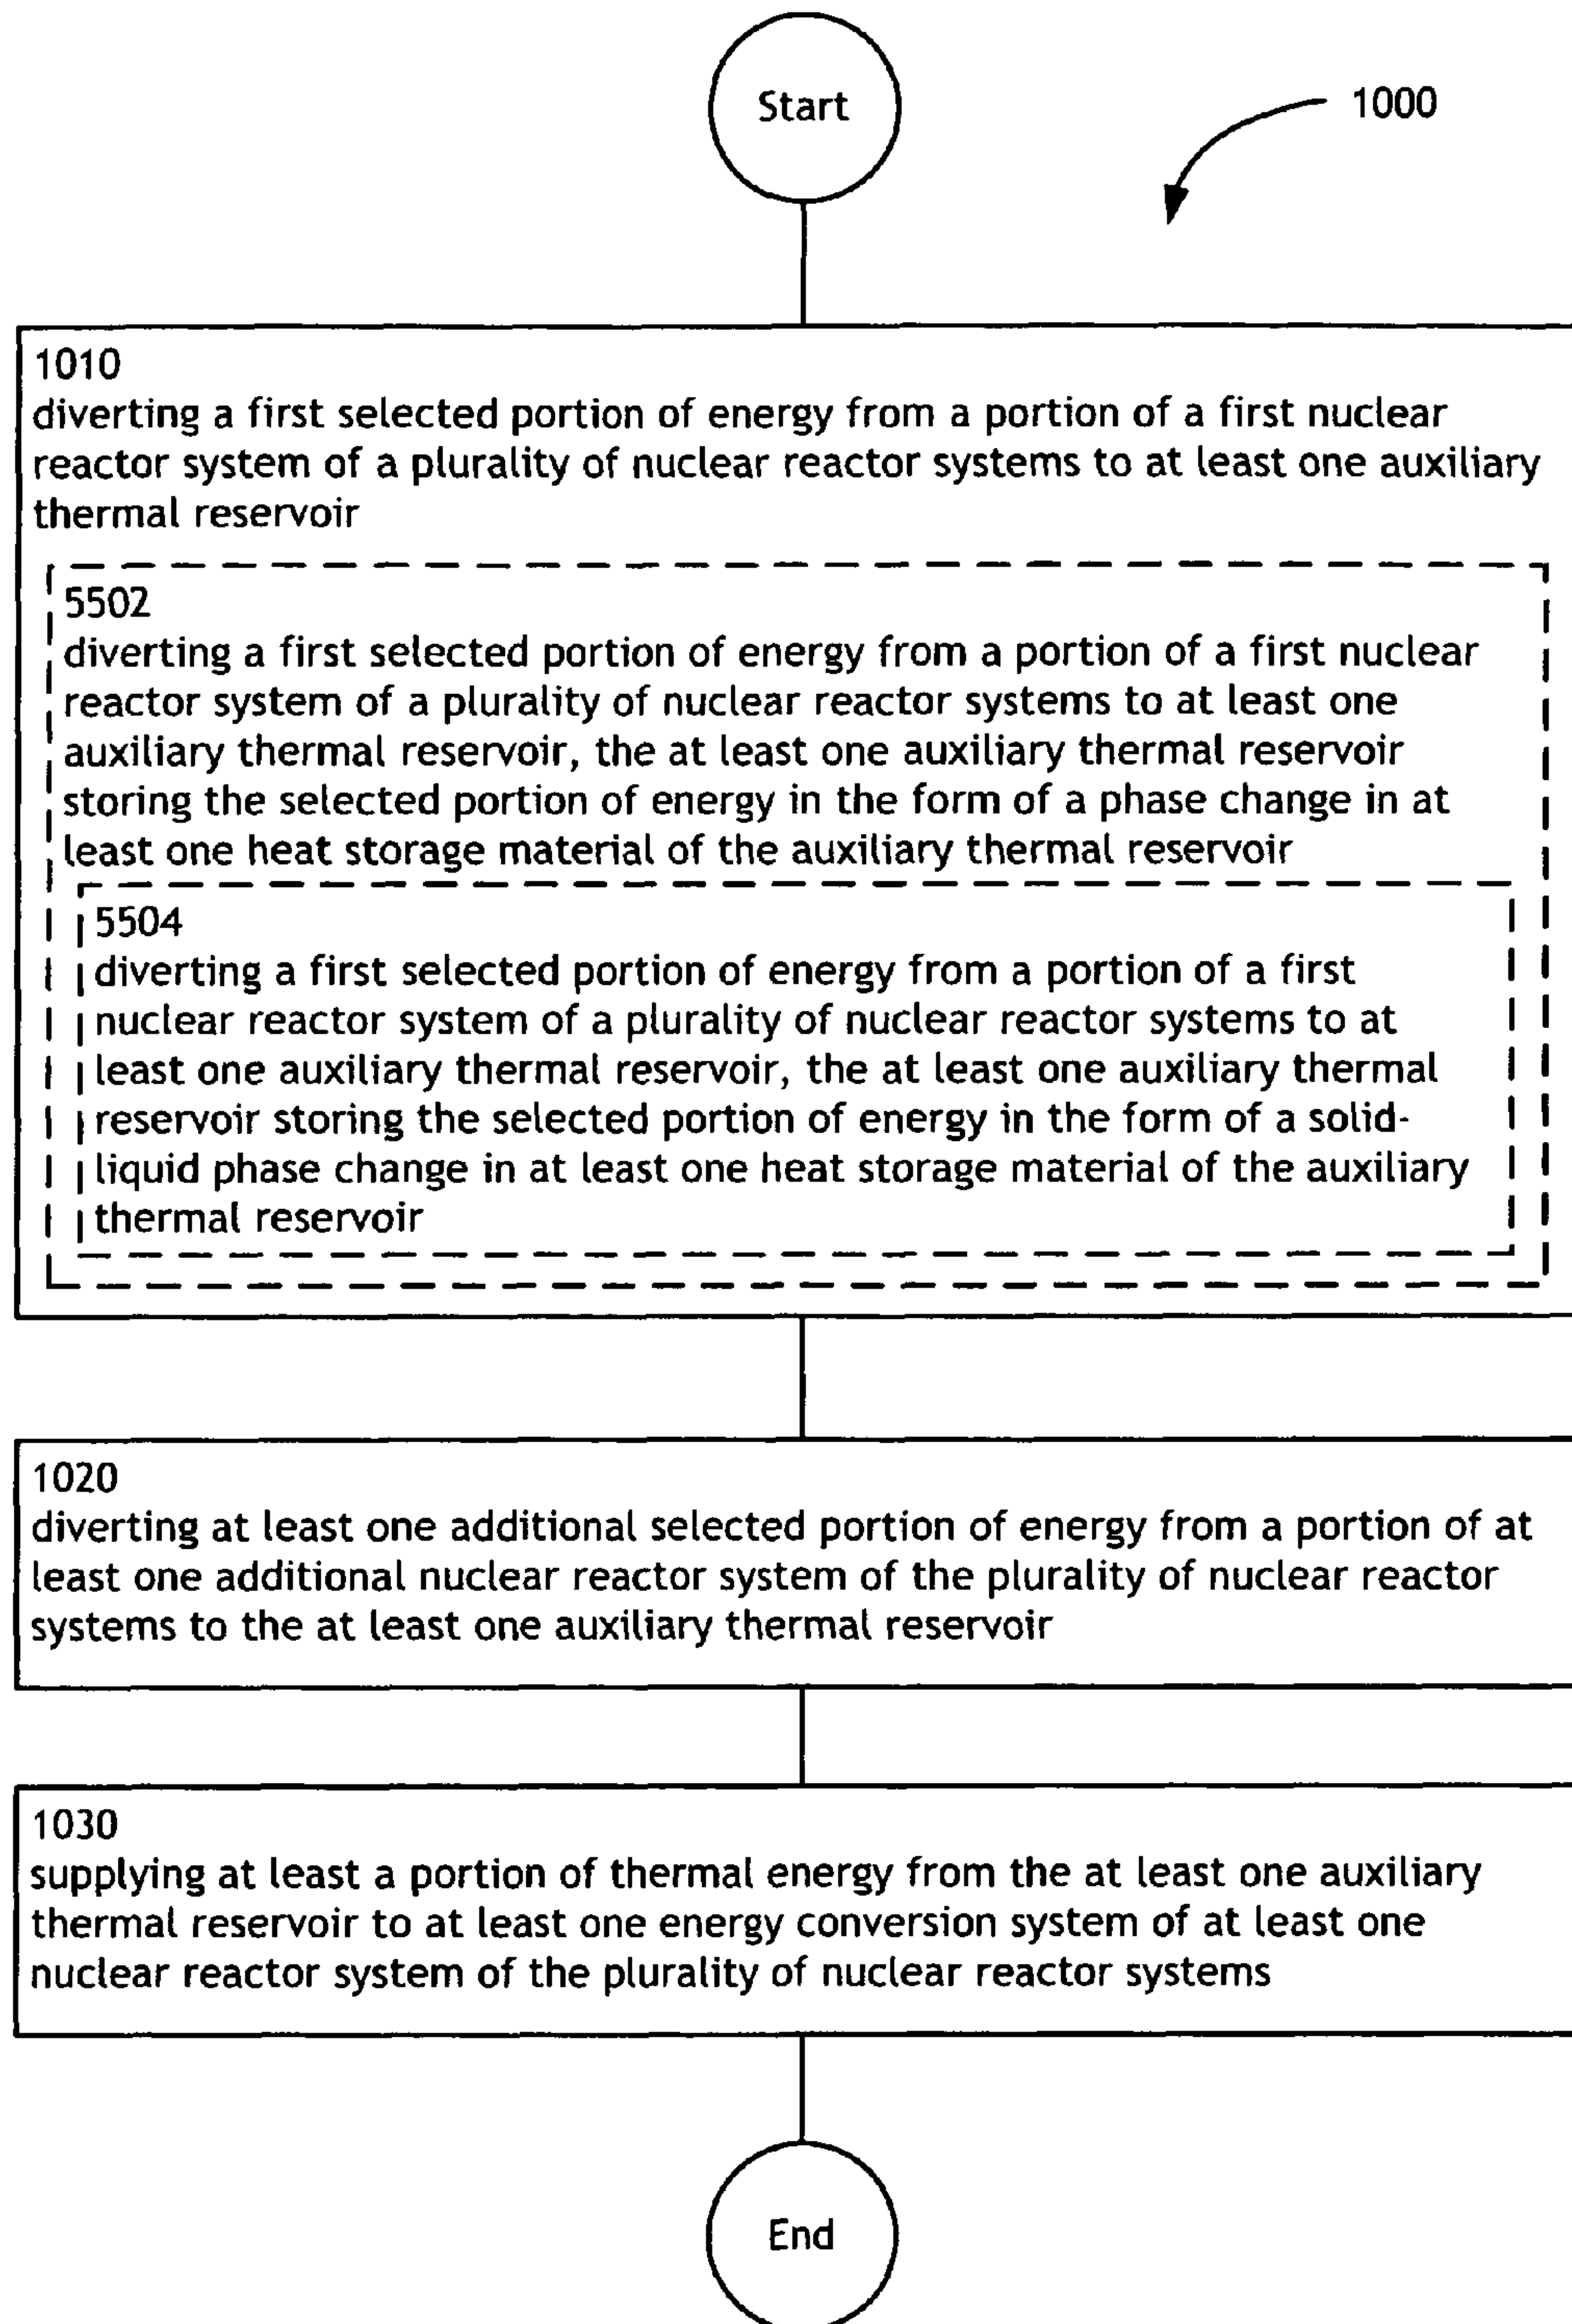 Start
1000
1010
diverting a first selected portion of energy from a portion of a first nuclear
reactor system of a plurality of nuclear reactor systems to at least one auxiliary
thermal reservoir
5502
diverting a first selected portion of energy from a portion of a first nuclear
reactor system of a plurality of nuclear reactor systems to at least one
auxiliary thermal reservoir, the at least one auxiliary thermal reservoir
storing the selected portion of energy in the form of a phase change in at
least one heat storage material of the auxiliary thermal reservoir
5504
diverting a first selected portion of energy from a portion of a first
nuclear reactor system of a plurality of nuclear reactor systems to at
least one auxiliary thermal reservoir, the at least one auxiliary thermal
reservoir storing the selected portion of energy in the form of a solid-
liquid phase change in at least one heat storage material of the auxiliary
thermal reservoir
1020
diverting at least one additional selected portion of energy from a portion of at
least one additional nuclear reactor system of the plurality of nuclear reactor
systems to the at least one auxiliary thermal reservoir
1030
supplying at least a portion of thermal energy from the at least one auxiliary
thermal reservoir to at least one energy conversion system of at least one
nuclear reactor system of the plurality of nuclear reactor systems
End